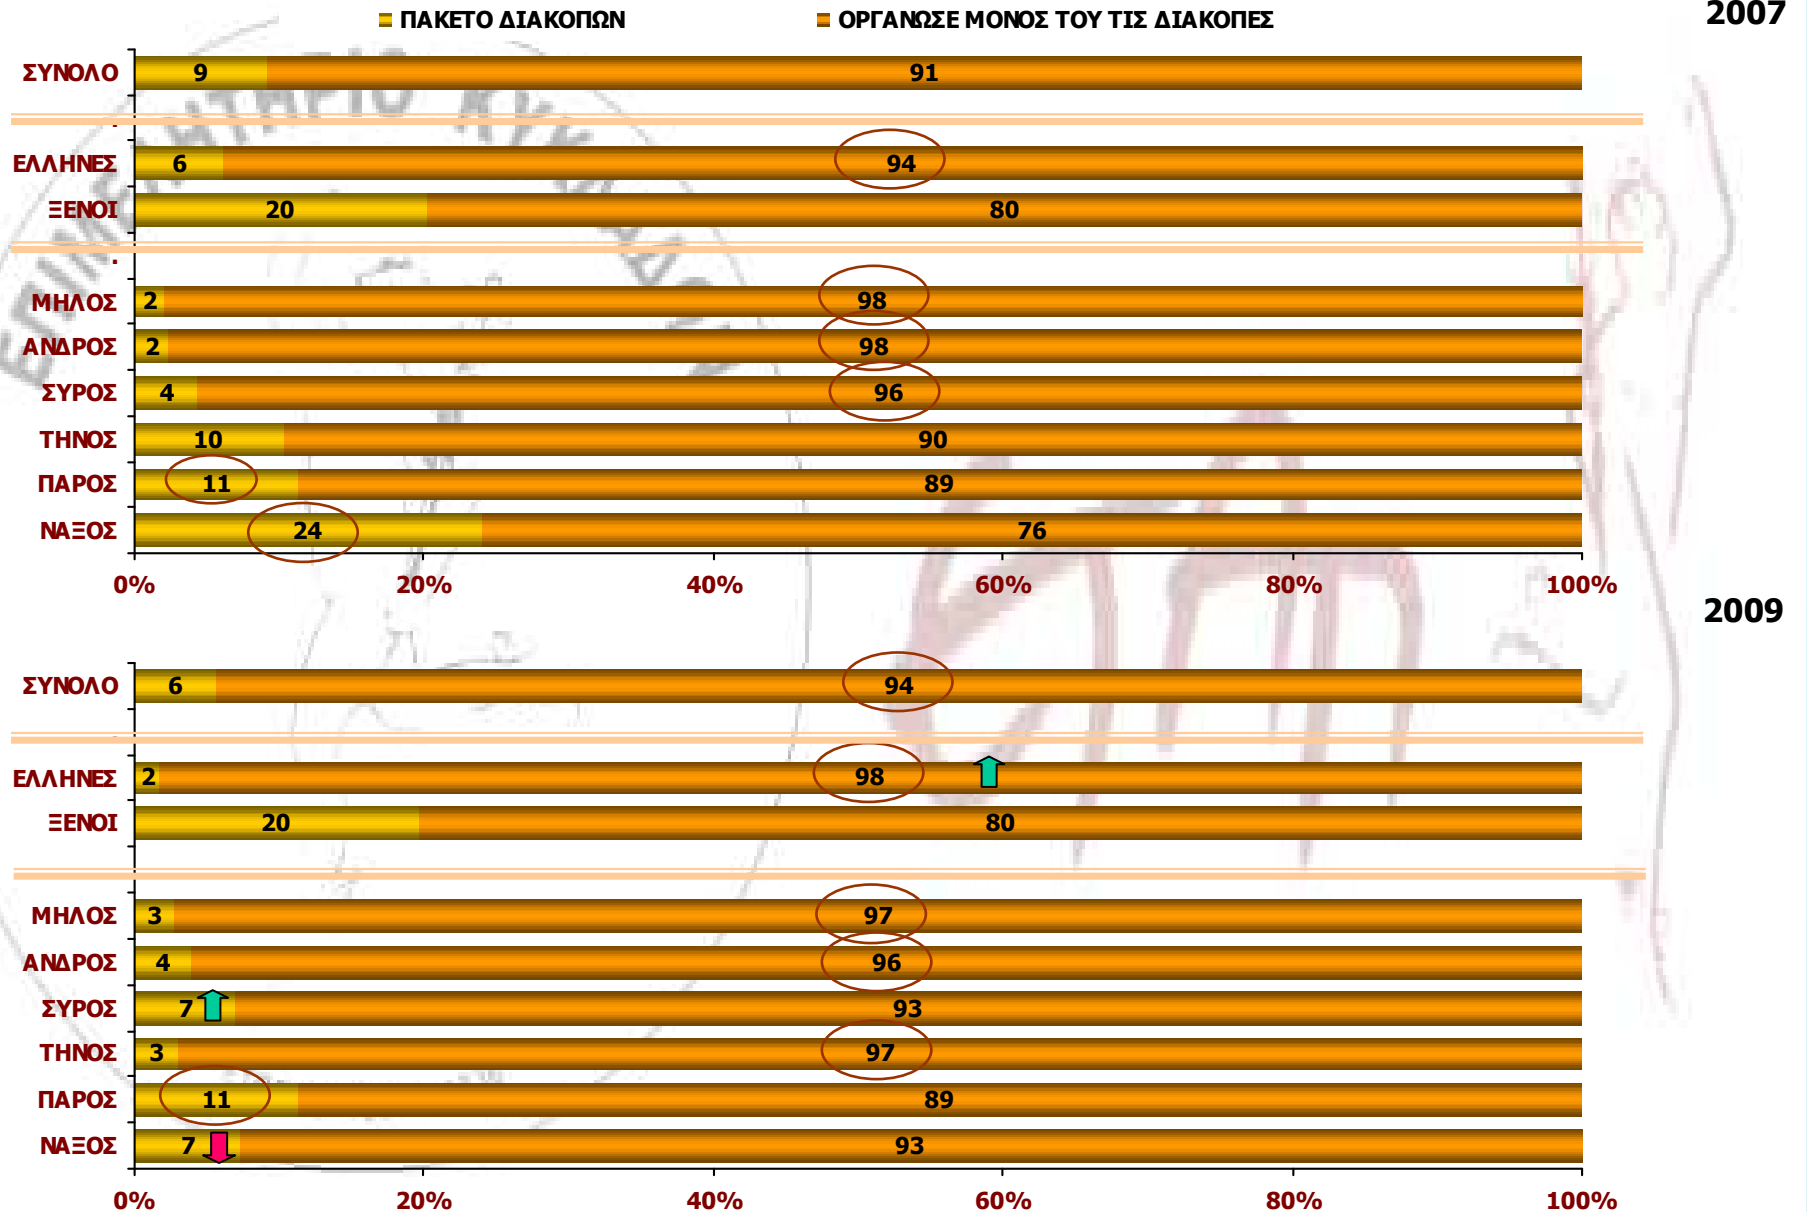 ΠΑΚΕΤΟ ΔΙΑΚΟΠΩΝ ΟΡΓΑΝΩΣΕ ΜΟΝΟΣ ΤΟΥ ΤΙΣ ΔΙΑΚΟΠΕΣ 2007
ΣΥΝΟΛΟ 9 91
.
ΕΛΛΗΝΕΣ 6 94
ΞΕΝΟΙ 20 80
.
ΜΗΛΟΣ 2 98
ΑΝΔΡΟΣ 2 98
ΣΥΡΟΣ 4 96
ΤΗΝΟΣ 10 90
ΠΑΡΟΣ 11 89
ΝΑΞΟΣ 24 76
0% 20% 40% 60% 80% 100%
2009
ΣΥΝΟΛΟ 6 94
ΕΛΛΗΝΕΣ 2 98
ΞΕΝΟΙ 20 80
ΜΗΛΟΣ 3 97
ΑΝΔΡΟΣ 4 96
ΣΥΡΟΣ 7 93
ΤΗΝΟΣ 3 97
ΠΑΡΟΣ 11 89
ΝΑΞΟΣ 7 93
0% 20% 40% 60% 80% 100%